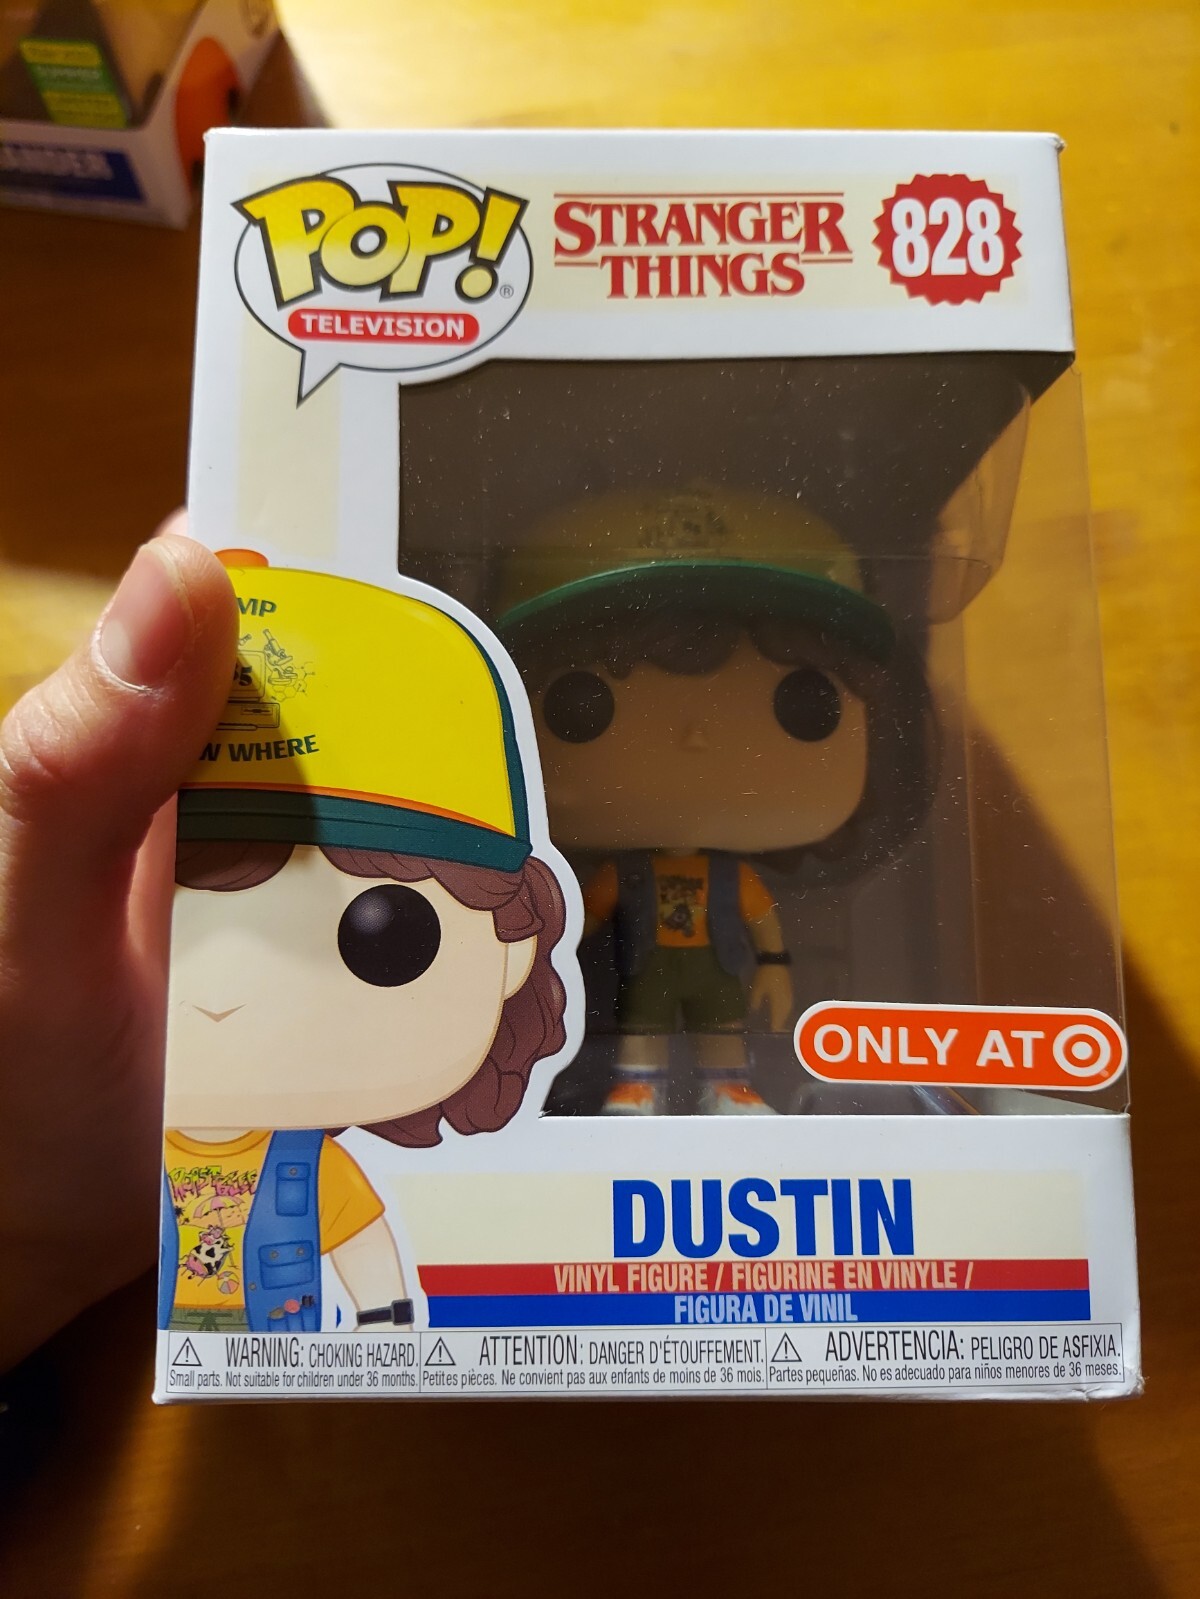 POP!®
TELEVISION
STRANGER
THINGS
828
MP
WHERE
ROAST BEEF
ONLY AT
DUSTIN
VINYL FIGURE / FIGURINE EN VINYLE /
FIGURA DE VINIL
WARNING: CHOKING HAZARD.
Small parts. Not suitable for children under 36 months.
ATTENTION: DANGER D'ÉTOUFFEMENT.
Petites pièces. Ne convient pas aux enfants de moins de 36 mois.
ADVERTENCIA: PELIGRO DE ASFIXIA.
Partes pequeñas. No es adecuado para niños menores de 36 meses.